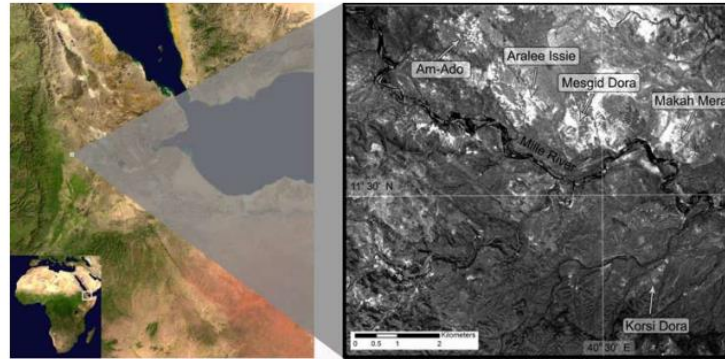 Am-Ado
Aralee Issie
Mesgid Dora
Makah Mera
Mille River
11° 30' N
Korsi Dora
Kilometers
0 0.5 1 2
40° 30' E